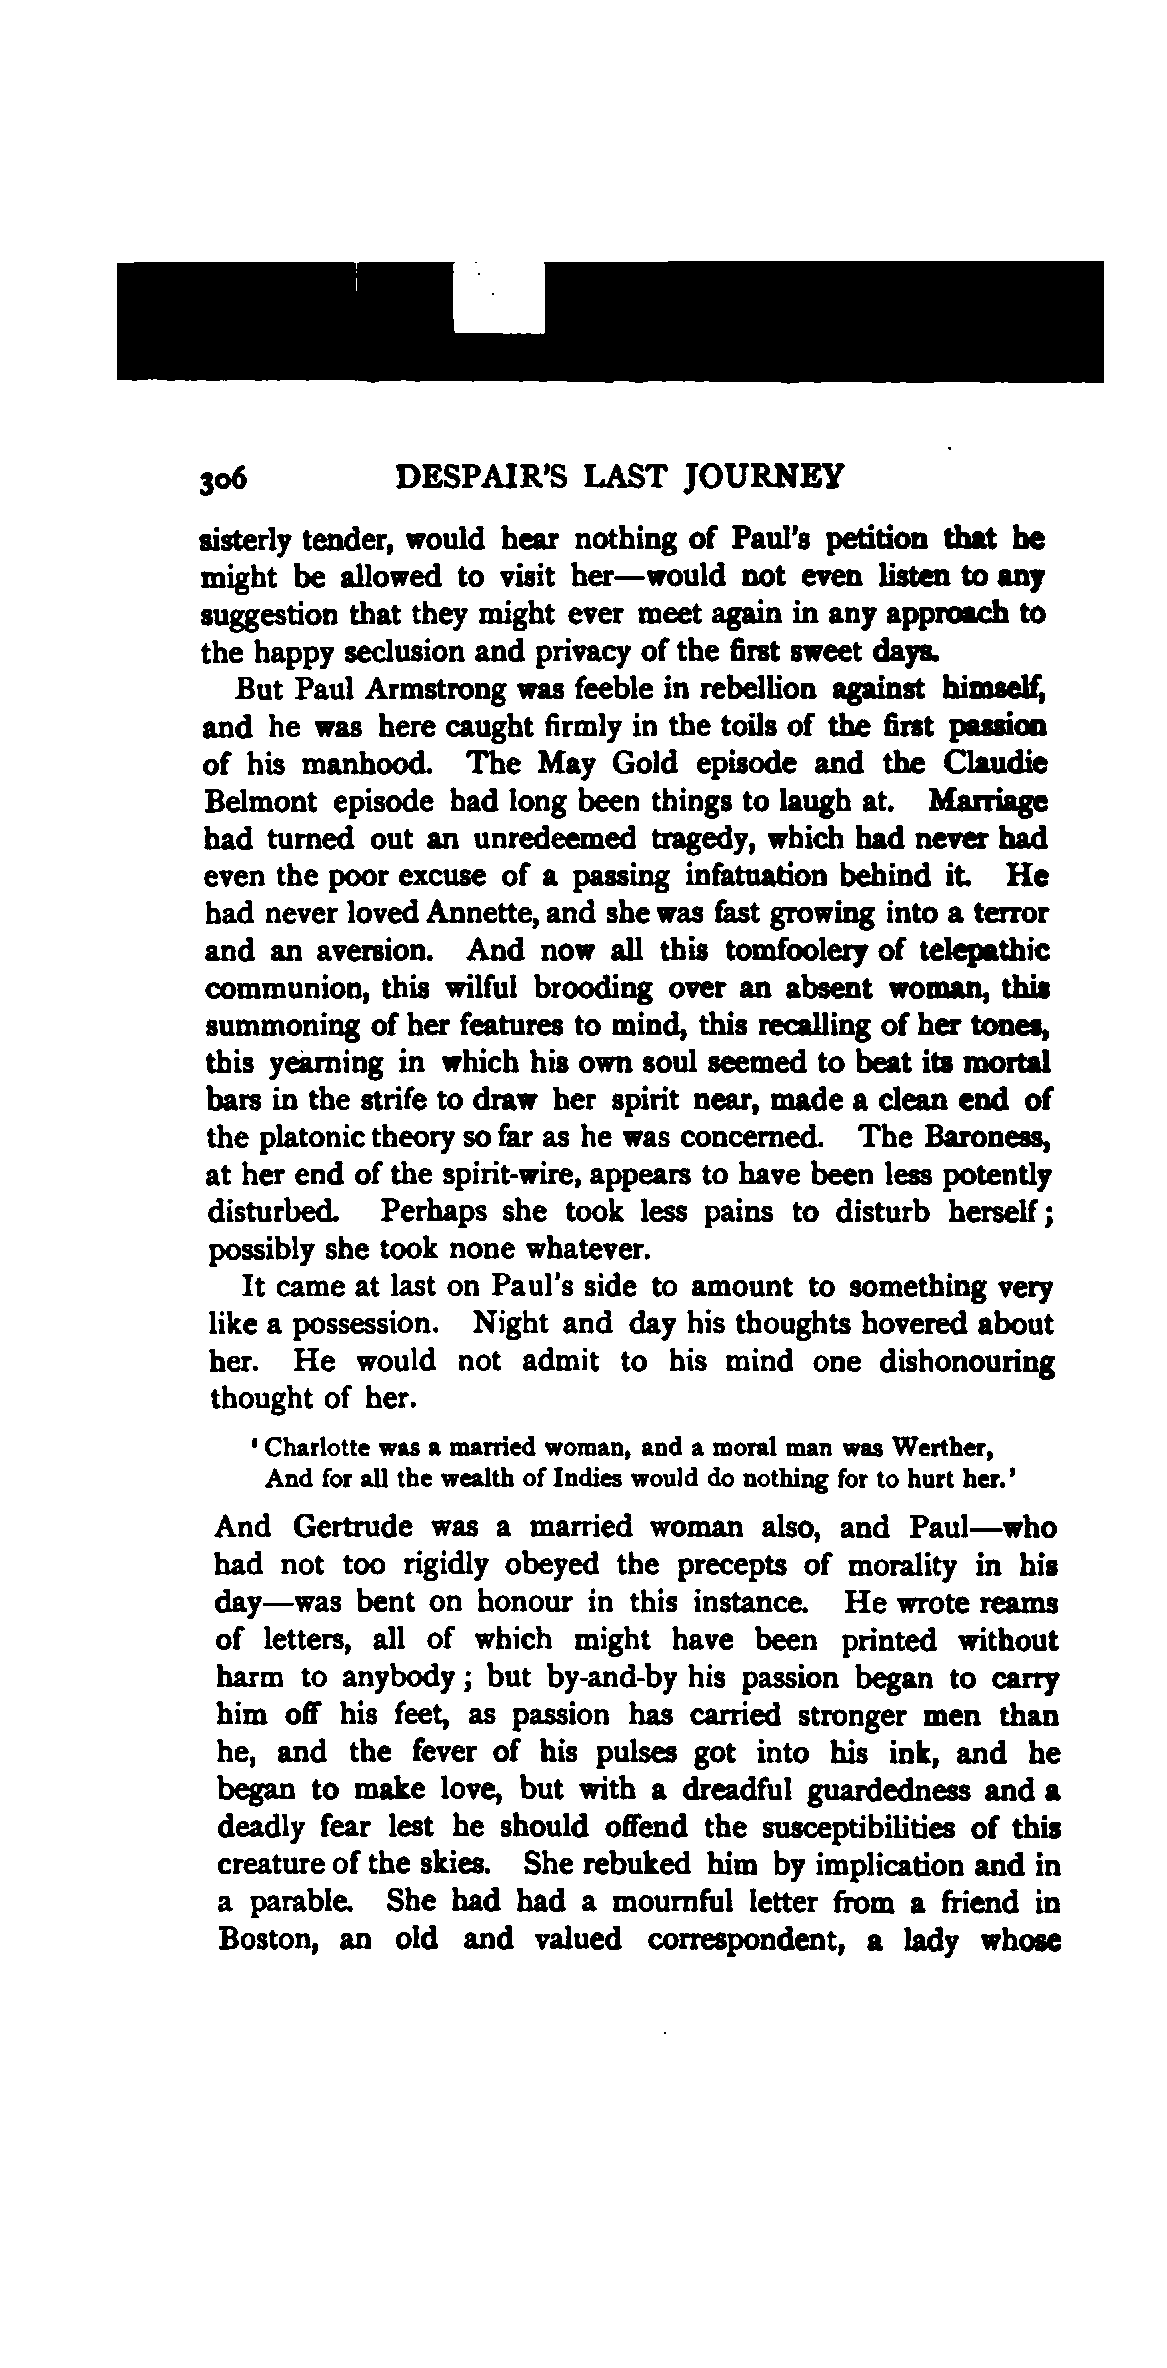 306 DESPAIR'S LAST JOURNEY
sisterly tender, would hear nothing of Paul's petition that he
might be allowed to visit her—would not even listen to any
suggestion that they might ever meet again in any approach to
the happy seclusion and privacy of the first sweet days.
But Paul Armstrong was feeble in rebellion against himself,
and he was here caught firmly in the toils of the first passion
of his manhood. The May Gold episode and the Claudie
Belmont episode had long been things to laugh at. Marriage
had turned out an unredeemed tragedy, which had never had
even the poor excuse of a passing infatuation behind it. He
had never loved Annette, and she was fast growing into a terror
and an aversion. And now all this tomfoolery of telepathic
communion, this wilful brooding over an absent woman, this
summoning of her features to mind, this recalling of her tones,
this yearning in which his own soul seemed to beat its mortal
bars in the strife to draw her spirit near, made a clean end of
the platonic theory so far as he was concerned. The Baroness,
at her end of the spirit-wire, appears to have been less potently
disturbed. Perhaps she took less pains to disturb herself;
possibly she took none whatever.
It came at last on Paul's side to amount to something very
like a possession. Night and day his thoughts hovered about
her. He would not admit to his mind one dishonouring
thought of her.
'Charlotte was a married woman, and a moral man was Werther,
And for all the wealth of Indies would do nothing for to hurt her.'
And Gertrude was a married woman also, and Paul—who
had not too rigidly obeyed the precepts of morality in his
day—was bent on honour in this instance. He wrote reams
of letters, all of which might have been printed without
harm to anybody; but by-and-by his passion began to carry
him off his feet, as passion has carried stronger men than
he, and the fever of his pulses got into his ink, and he
began to make love, but with a dreadful guardedness and a
deadly fear lest he should offend the susceptibilities of this
creature of the skies. She rebuked him by implication and in
a parable. She had had a mournful letter from a friend in
Boston, an old and valued correspondent, a lady whose